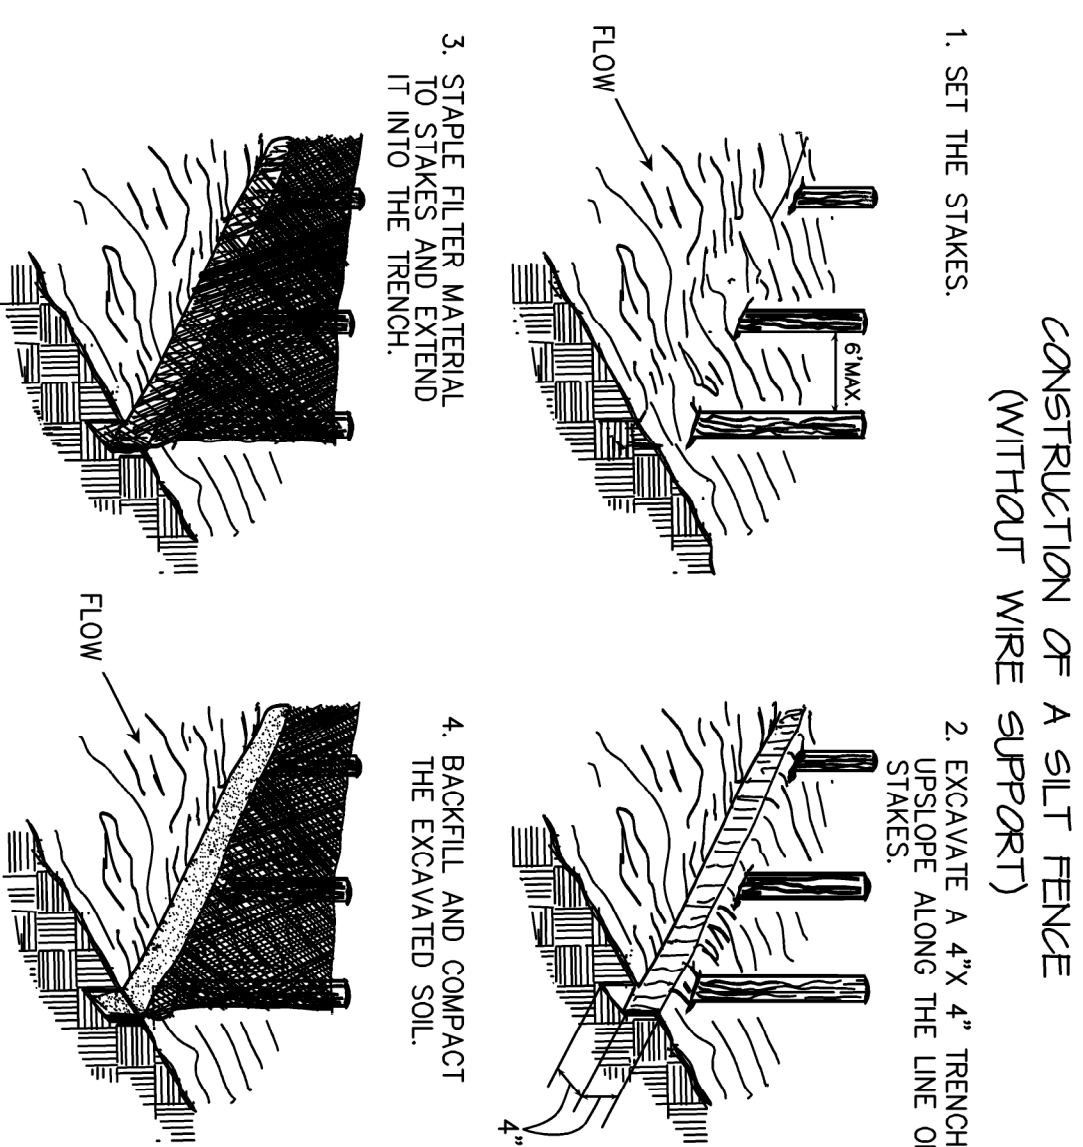 CONSTRUCTION OF A SILT FENCE
(WITHOUT WIRE SUPPORT)
1. SET THE STAKES.
FLOW
6' MAX.
2. EXCAVATE A 4" X 4" TRENCH
UPSLOPE ALONG THE LINE OF
STAKES.
4"
3. STAPLE FILTER MATERIAL
TO STAKES AND EXTEND
IT INTO THE TRENCH.
4. BACKFILL AND COMPACT
THE EXCAVATED SOIL.
FLOW